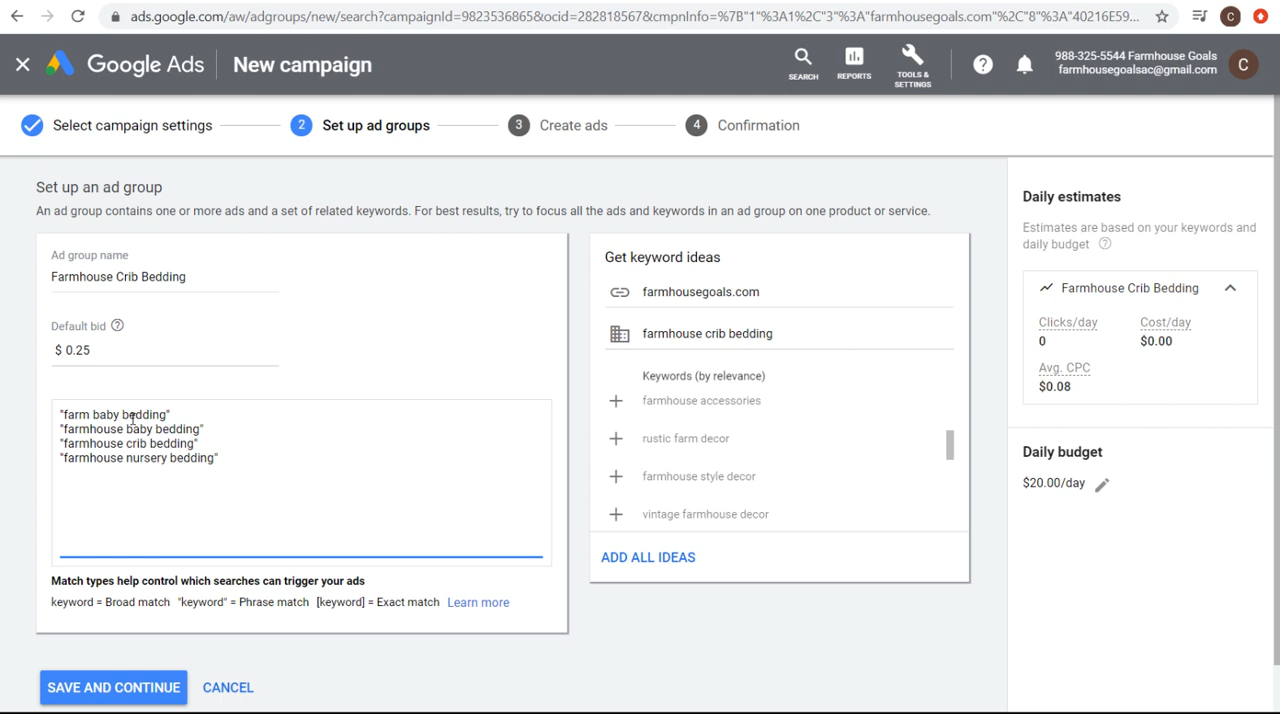 ads.google.com/aw/adgroups/new/search?campaignId=9823536865&ocid=282818567&cmpnInfo=%7B"1"%3A1%2C"3"%3A"farmhousegoals.com"%2C"8"%3A"40216E59...
C
Google Ads
New campaign
SEARCH
REPORTS
TOOLS & SETTINGS
988-325-5544 Farmhouse Goals
farmhousegoalsac@gmail.com
C
Select campaign settings
2 Set up ad groups
3 Create ads
4 Confirmation
Set up an ad group
An ad group contains one or more ads and a set of related keywords. For best results, try to focus all the ads and keywords in an ad group on one product or service.
Ad group name
Farmhouse Crib Bedding
Default bid ?
$ 0.25
"farm baby bedding"
"farmhouse baby bedding"
"farmhouse crib bedding"
"farmhouse nursery bedding"
Match types help control which searches can trigger your ads
keyword = Broad match "keyword" = Phrase match [keyword] = Exact match Learn more
SAVE AND CONTINUE
CANCEL
Get keyword ideas
farmhousegoals.com
farmhouse crib bedding
Keywords (by relevance)
farmhouse accessories
rustic farm decor
farmhouse style decor
vintage farmhouse decor
ADD ALL IDEAS
Daily estimates
Estimates are based on your keywords and
daily budget ?
Farmhouse Crib Bedding
Clicks/day
0
Cost/day
$0.00
Avg. CPC
$0.08
Daily budget
$20.00/day